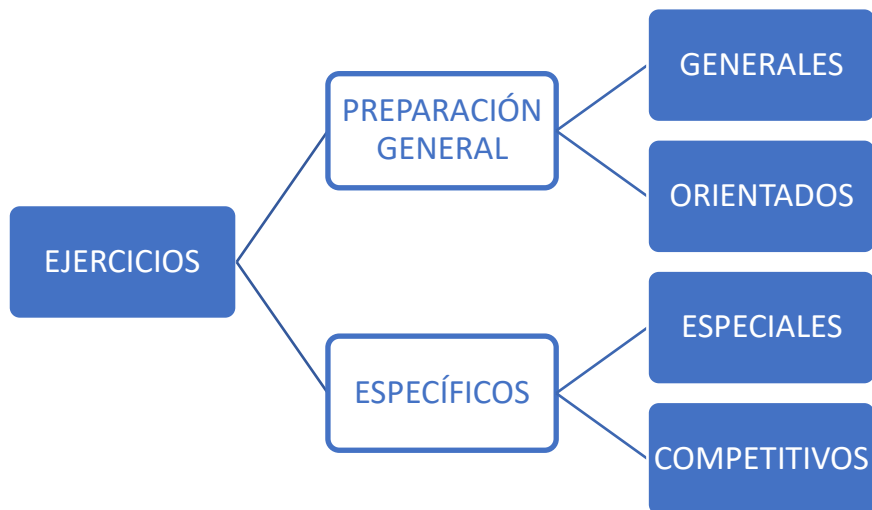 EJERCICIOS
PREPARACIÓN
GENERAL
GENERALES
ORIENTADOS
ESPECÍFICOS
ESPECIALES
COMPETITIVOS